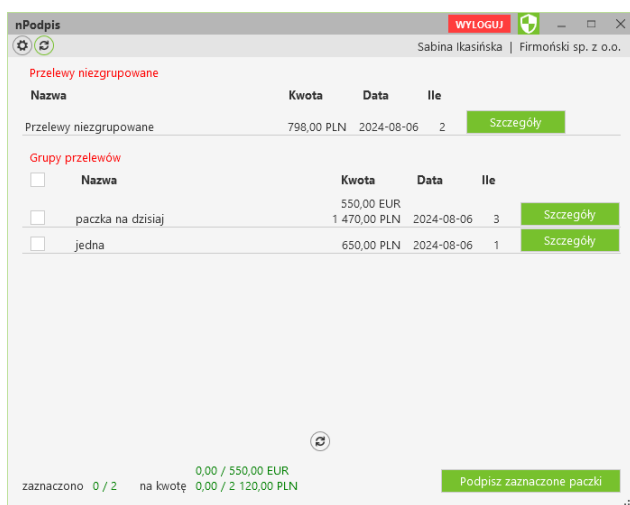 nPodpis WYLOGUJ
Sabina Ikasińska | Firmoński sp. z o.o.
Przelewy niezgrupowane
Nazwa Kwota Data Ile
Przelewy niezgrupowane 798,00 PLN 2024-08-06 2 Szczegóły
Grupy przelewów
Nazwa Kwota Data Ile
550,00 EUR
paczka na dzisiaj 1 470,00 PLN 2024-08-06 3 Szczegóły
jedna 650,00 PLN 2024-08-06 1 Szczegóły
0,00 / 550,00 EUR
zaznaczono 0 / 2 na kwotę 0,00 / 2 120,00 PLN Podpisz zaznaczone paczki